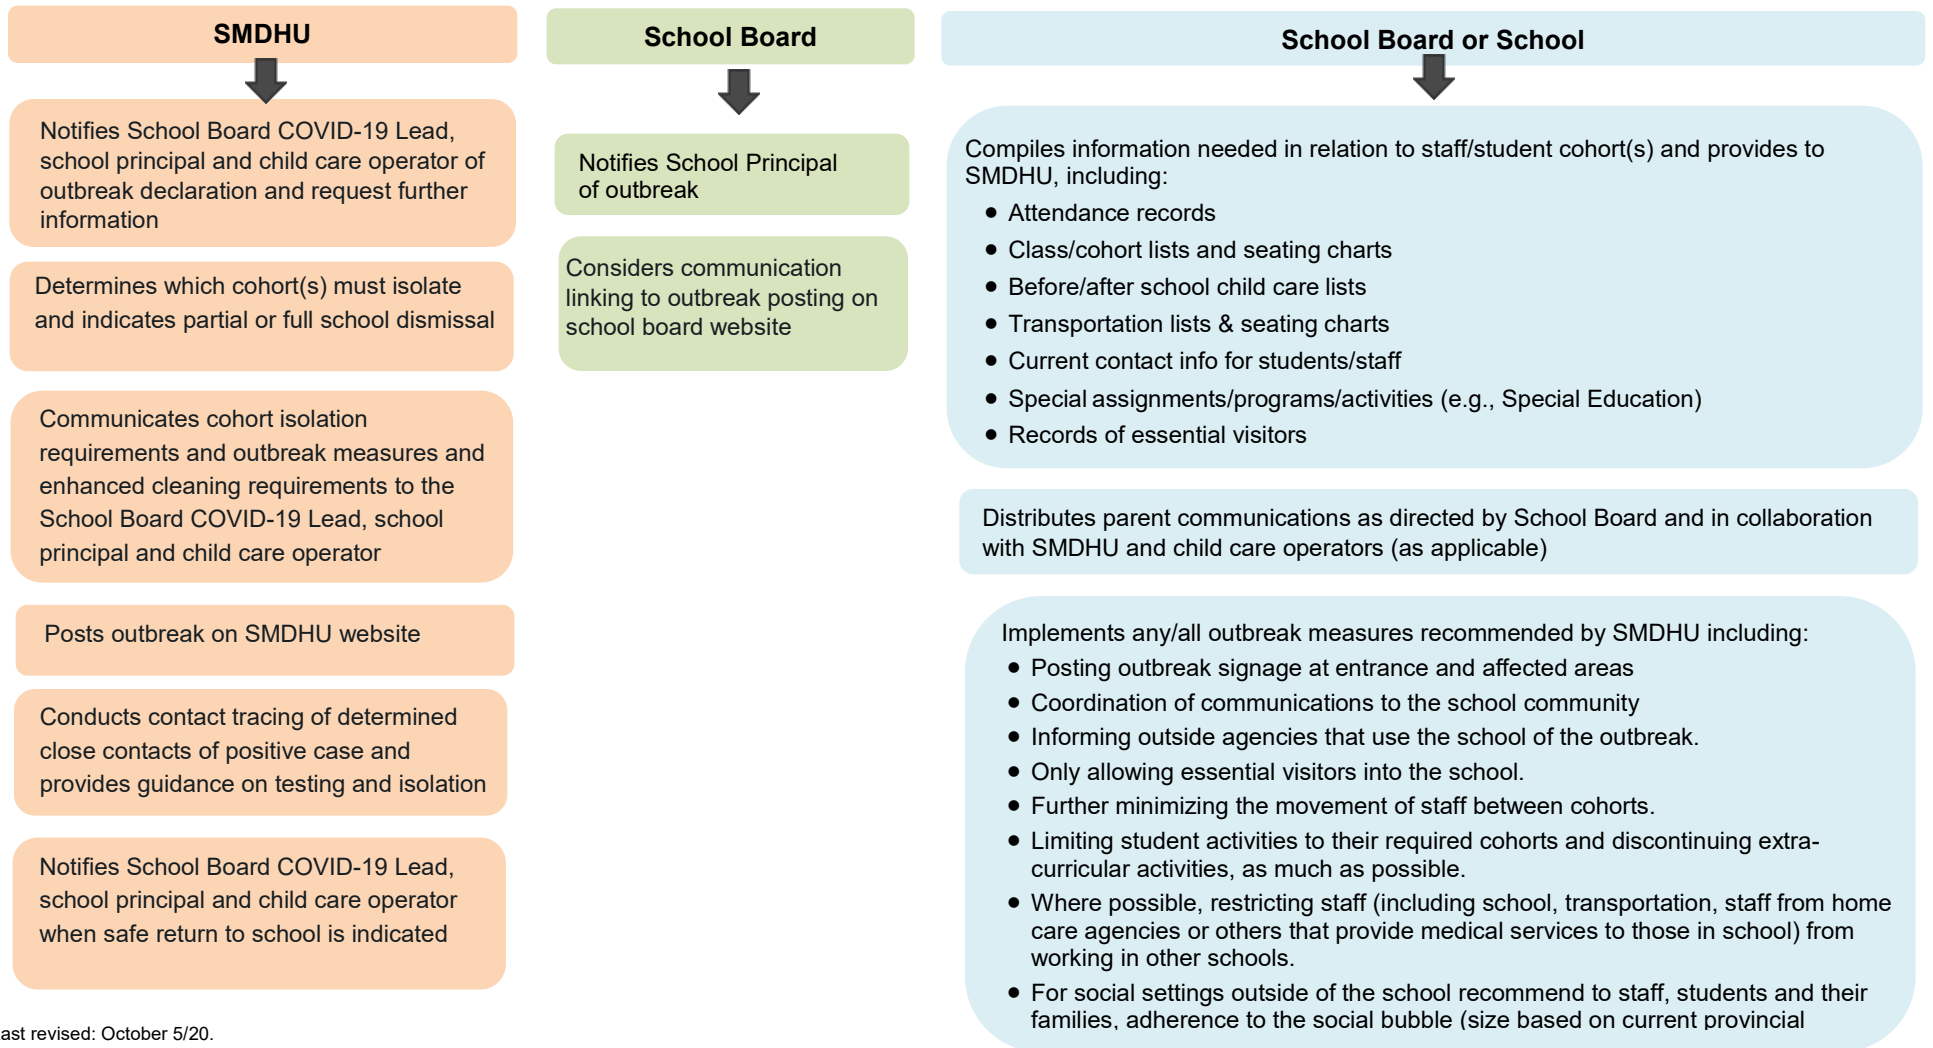 SMDHU
Notifies School Board COVID-19 Lead,
school principal and child care operator of
outbreak declaration and request further
information
Determines which cohort(s) must isolate
and indicates partial or full school dismissal
Communicates cohort isolation
requirements and outbreak measures and
enhanced cleaning requirements to the
School Board COVID-19 Lead, school
principal and child care operator
Posts outbreak on SMDHU website
Conducts contact tracing of determined
close contacts of positive case and
provides guidance on testing and isolation
Notifies School Board COVID-19 Lead,
school principal and child care operator
when safe return to school is indicated
School Board
Notifies School Principal
of outbreak
Considers communication
linking to outbreak posting on
school board website
School Board or School
Compiles information needed in relation to staff/student cohort(s) and provides to
SMDHU, including:
● Attendance records
● Class/cohort lists and seating charts
● Before/after school child care lists
● Transportation lists & seating charts
● Current contact info for students/staff
● Special assignments/programs/activities (e.g., Special Education)
● Records of essential visitors
Distributes parent communications as directed by School Board and in collaboration
with SMDHU and child care operators (as applicable)
Implements any/all outbreak measures recommended by SMDHU including:
● Posting outbreak signage at entrance and affected areas
● Coordination of communications to the school community
● Informing outside agencies that use the school of the outbreak.
● Only allowing essential visitors into the school.
● Further minimizing the movement of staff between cohorts.
● Limiting student activities to their required cohorts and discontinuing extra-
curricular activities, as much as possible.
● Where possible, restricting staff (including school, transportation, staff from home
care agencies or others that provide medical services to those in school) from
working in other schools.
● For social settings outside of the school recommend to staff, students and their
families, adherence to the social bubble (size based on current provincial
ast revised: October 5/20.